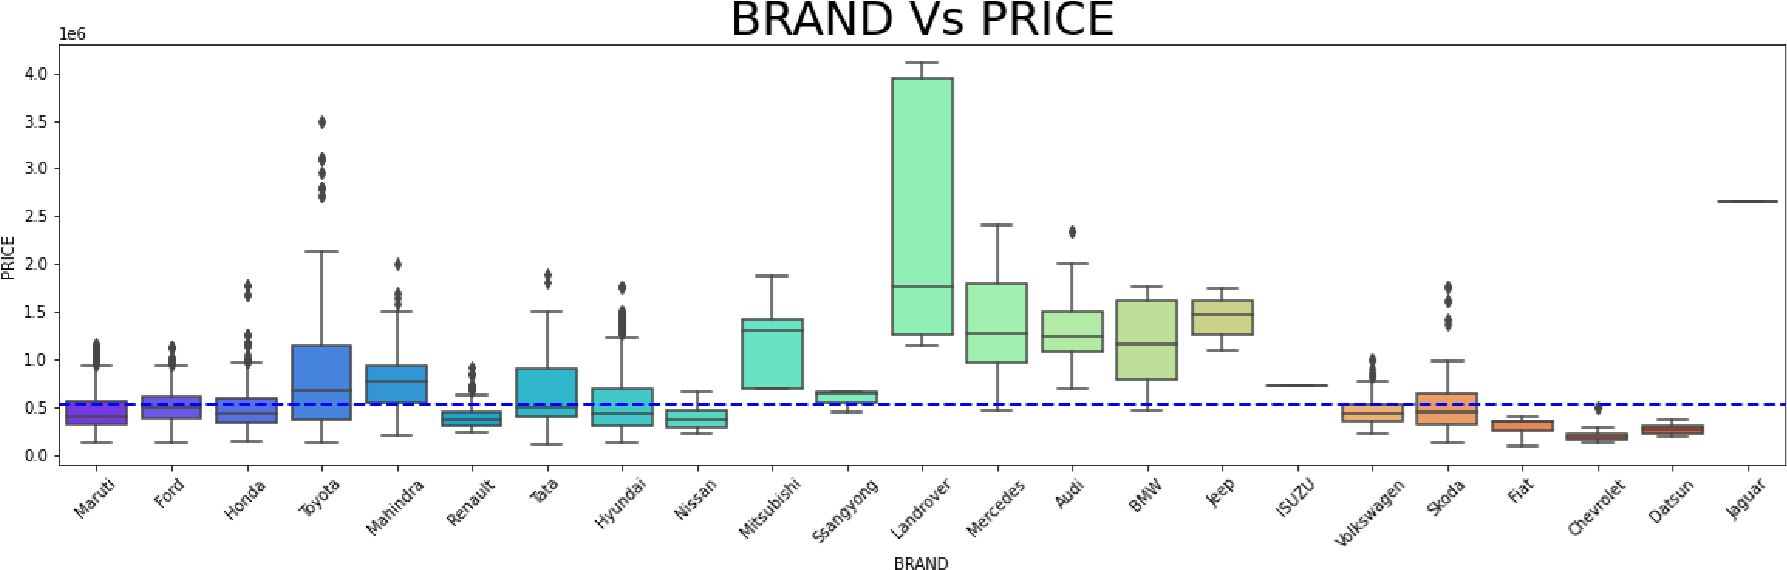 BRAND Vs PRICE
1e6
4.0
3.5
3.0
2.5
2.0
1.5
1.0
0.5
0.0
PRICE
Maruti
Ford
Honda
Toyota
Mahindra
Renault
Tata
Hyundai
Nissan
Mitsubishi
Ssangyong
Landrover
Mercedes
Audi
BMW
Jeep
ISUZU
Volkswagen
Skoda
Fiat
Chevrolet
Datsun
Jaguar
BRAND